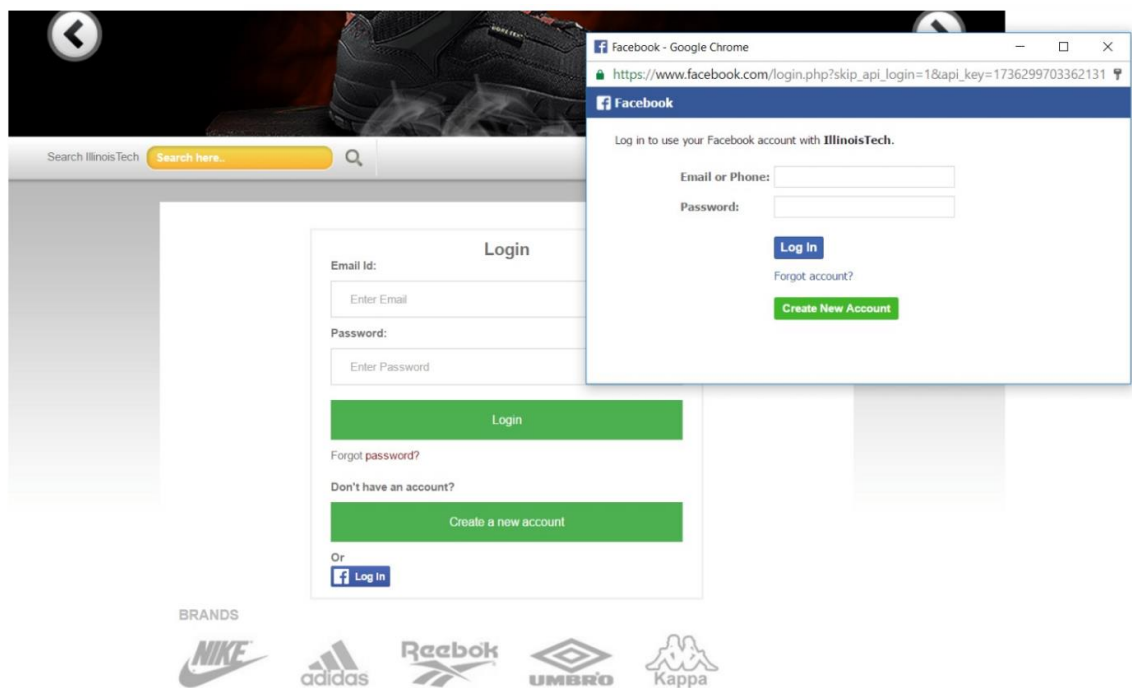 GORE-TEX
Facebook - Google Chrome
https://www.facebook.com/login.php?skip_api_login=1&api_key=1736299703362131
Facebook
Log in to use your Facebook account with IllinoisTech.
Email or Phone:
Password:
Log In
Forgot account?
Create New Account
Search IllinoisTech
Search here..
Login
Email Id:
Enter Email
Password:
Enter Password
Login
Forgot password?
Don't have an account?
Create a new account
Or
Log In
BRANDS
NIKE
adidas
Reebok
UMBRO
Kappa